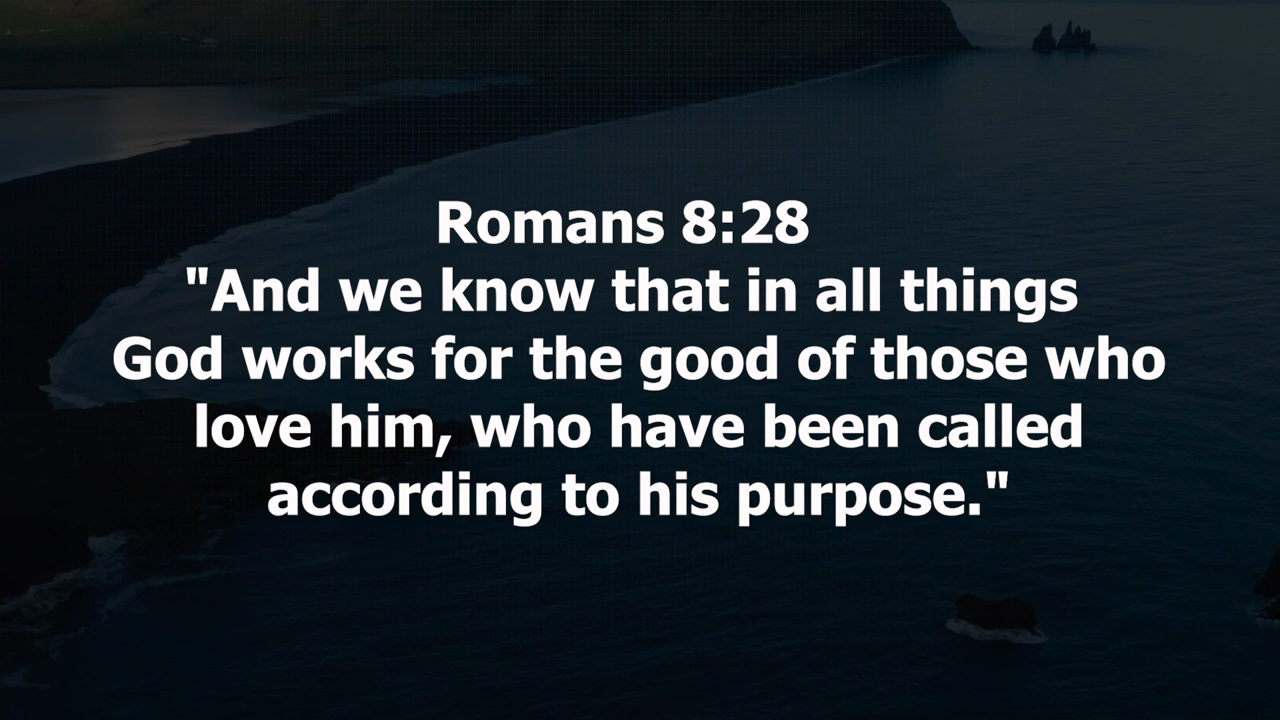 Romans 8:28
"And we know that in all things
God works for the good of those who
love him, who have been called
according to his purpose."